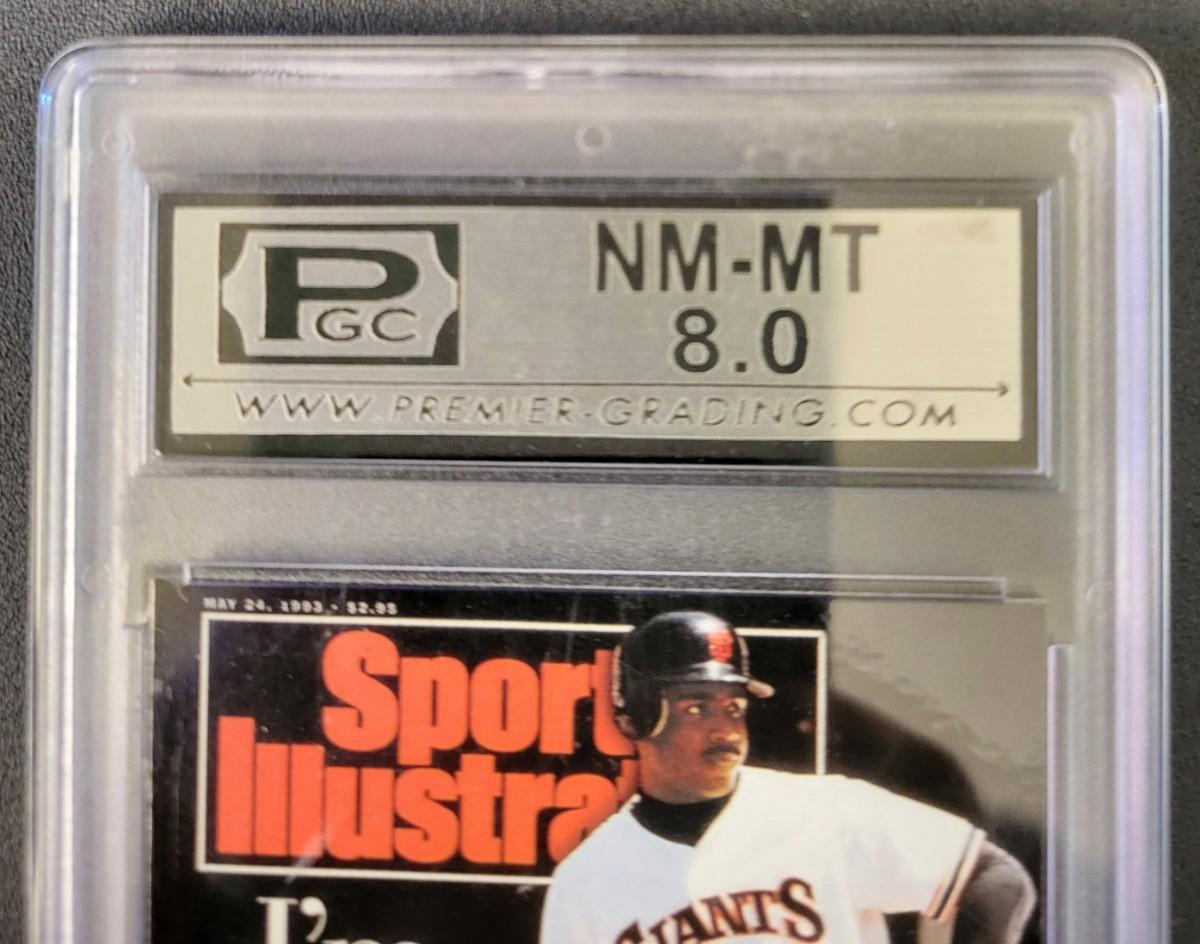 PGC
NM-MT
8.0
WWW.PREMIER-GRADING.COM
MAY 24, 1993 • $2.95
Sport
Illustra
I'm
GIANTS